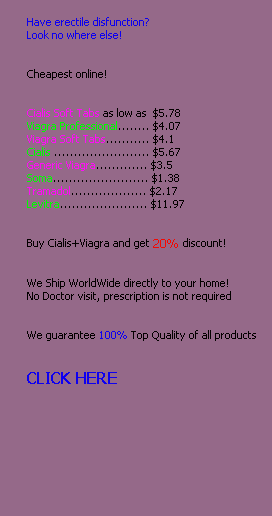 Have erectile disfunction?
Look no where else!
Cheapest online!
Cialis Soft Tabs as low as $5.78
Viagra Professional........ $4.07
Viagra Soft Tabs........... $4.1
Cialis ........................ $5.67
............. $3.5
Soma........................ $1.38
................... $2.17
Levitra...................... $11.97
Buy Cialis+Viagra and get 20% discount!
We Ship WorldWide directly to your home!
No Doctor visit, prescription is not required
We guarantee 100% Top Quality of all products
CLICK HERE